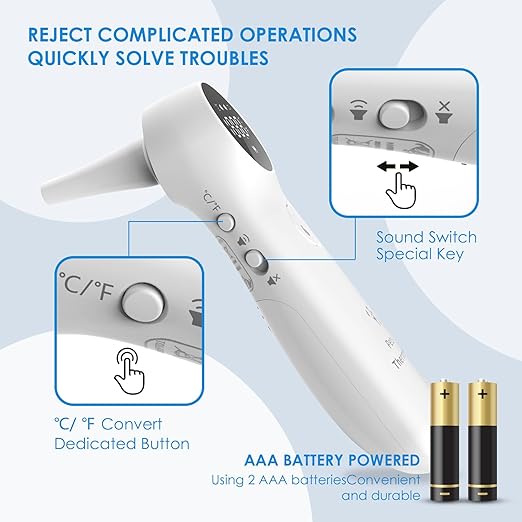 REJECT COMPLICATED OPERATIONS
QUICKLY SOLVE TROUBLES
°C/°F
Sound Switch
Special Key
°C/°F
℃/ ℉ Convert
Dedicated Button
AAA BATTERY POWERED
Using 2 AAA batteriesConvenient
and durable
+
+
-
-